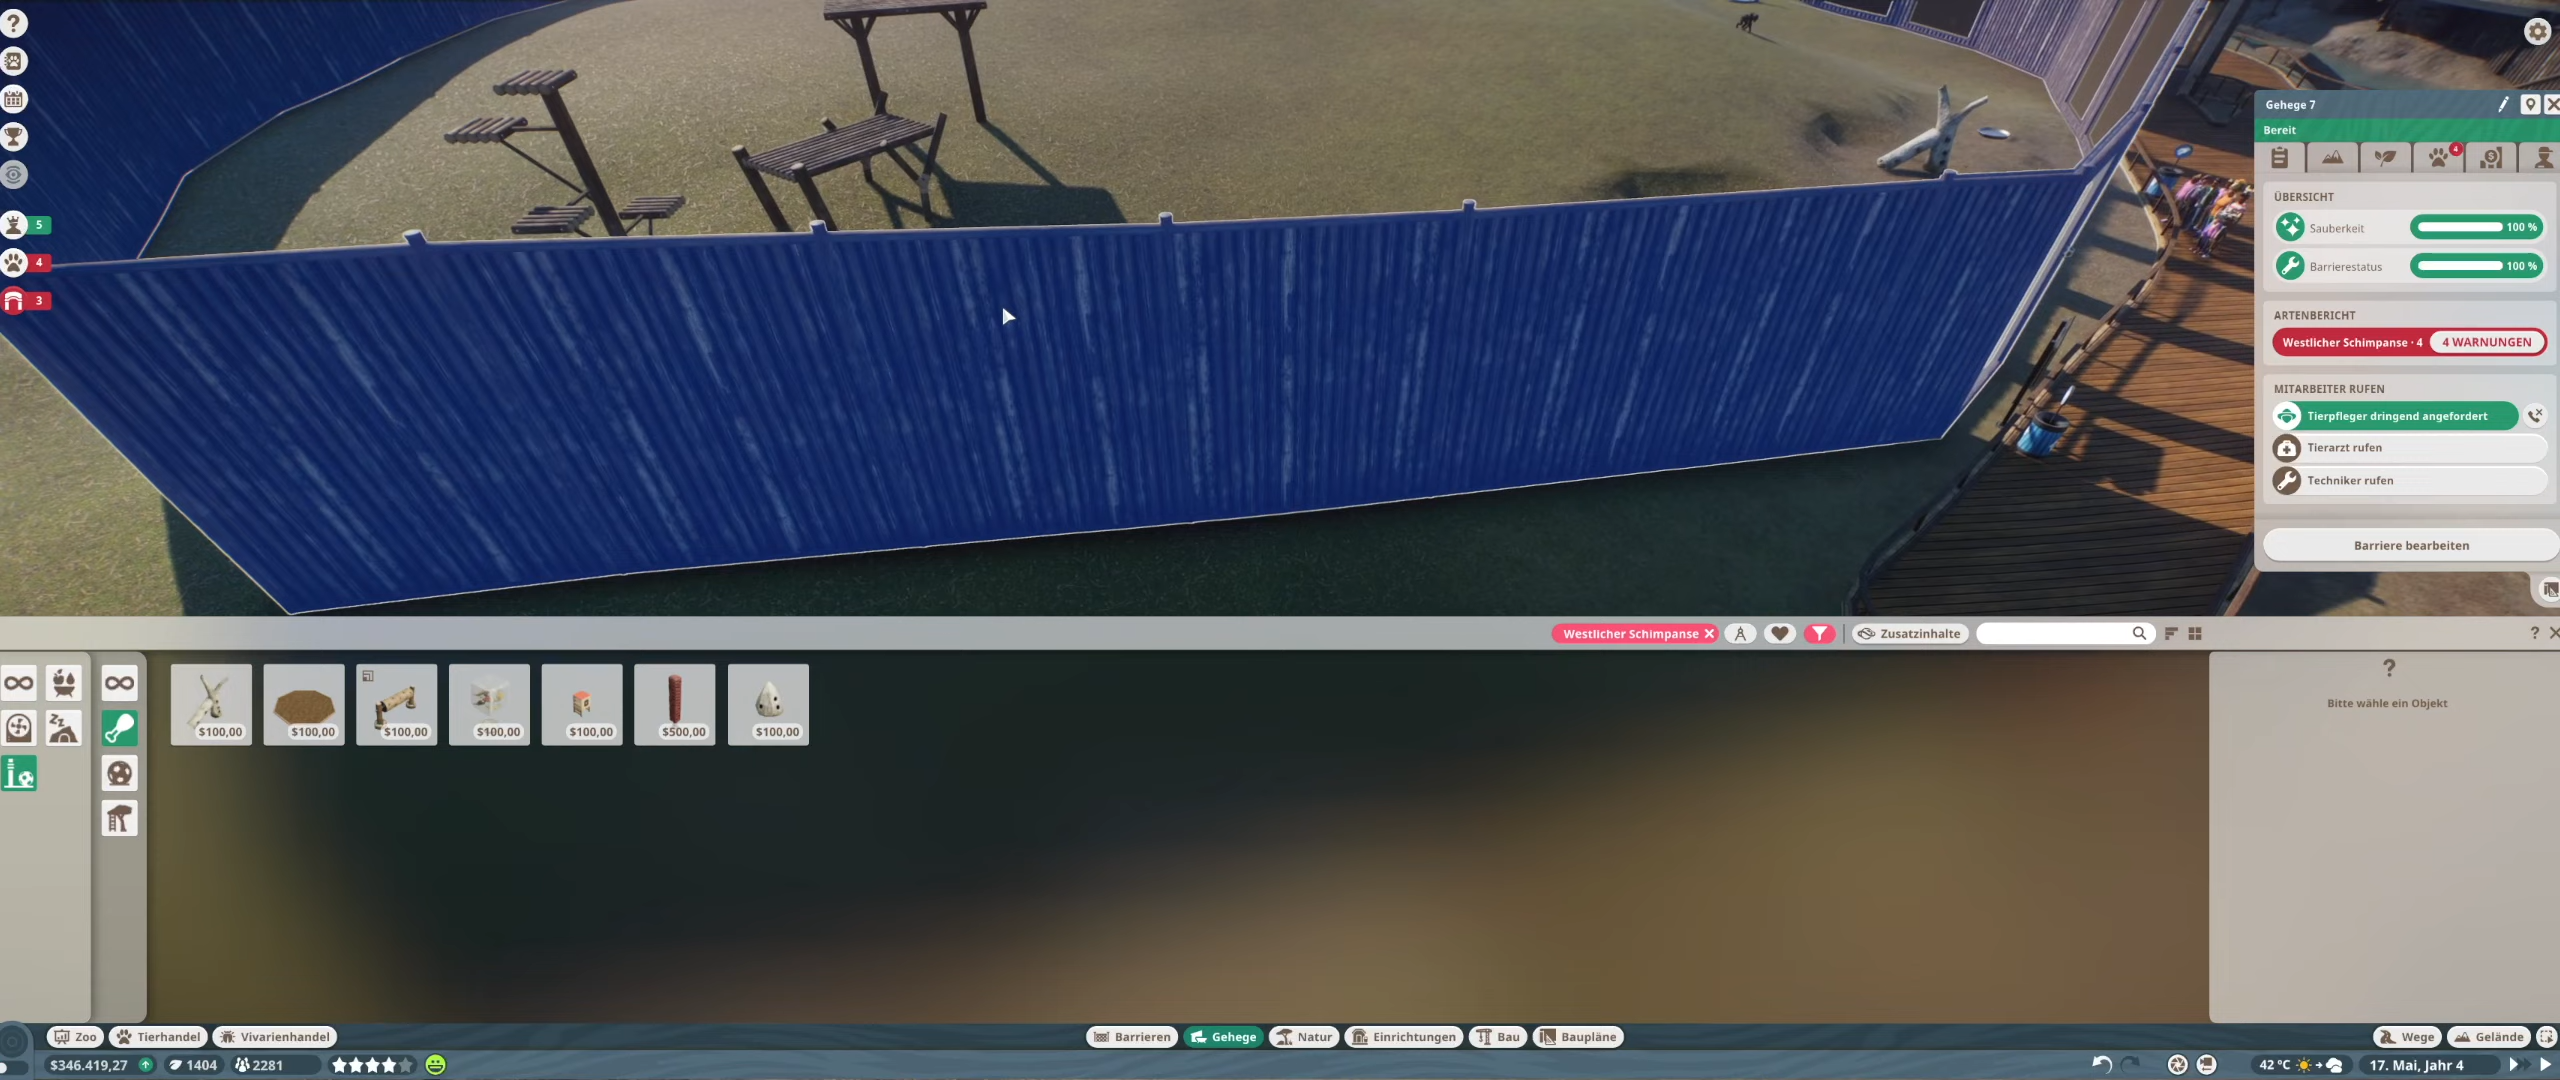 5
4
3
Gehege 7
Bereit
4
ÜBERSICHT
Sauberkeit 100 %
Barrierestatus 100 %
ARTENBERICHT
Westlicher Schimpanse · 4 4 WARNUNGEN
MITARBEITER RUFEN
Tierpfleger dringend angefordert
Tierarzt rufen
Techniker rufen
Barriere bearbeiten
Westlicher Schimpanse Zusatzinhalte ?
$100,00 $100,00 $100,00 $100,00 $100,00 $500,00 $100,00
?
Bitte wähle ein Objekt
Zoo Tierhandel Vivarienhandel Barrieren Gehege Natur Einrichtungen Bau Baupläne Wege Gelände
$346.419,27 1404 2281 42 °C 17. Mai, Jahr 4